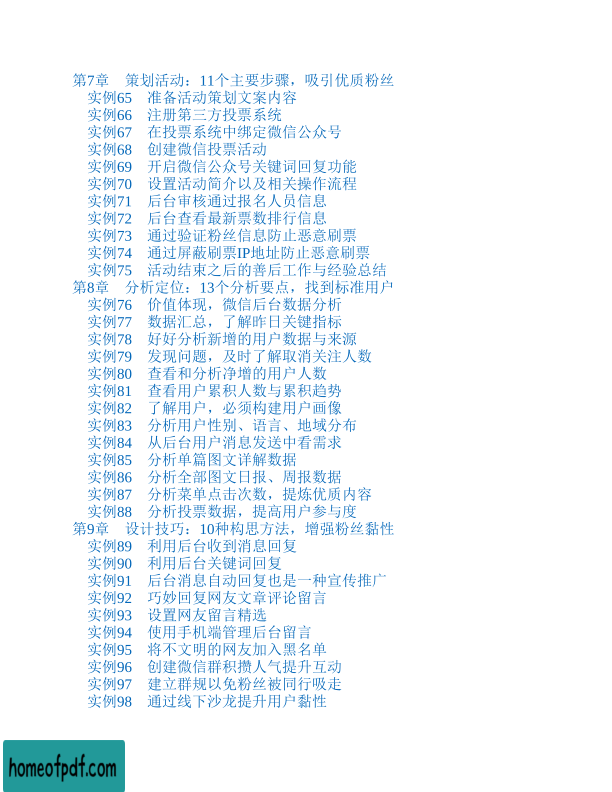 第7章 策划活动：11个主要步骤，吸引优质粉丝
实例65 准备活动策划文案内容
实例66 注册第三方投票系统
实例67 在投票系统中绑定微信公众号
实例68 创建微信投票活动
实例69 开启微信公众号关键词回复功能
实例70 设置活动简介以及相关操作流程
实例71 后台审核通过报名人员信息
实例72 后台查看最新票数排行信息
实例73 通过验证粉丝信息防止恶意刷票
实例74 通过屏蔽刷票IP地址防止恶意刷票
实例75 活动结束之后的善后工作与经验总结
第8章 分析定位：13个分析要点，找到标准用户
实例76 价值体现，微信后台数据分析
实例77 数据汇总，了解昨日关键指标
实例78 好好分析新增的用户数据与来源
实例79 发现问题，及时了解取消关注人数
实例80 查看和分析净增的用户人数
实例81 查看用户累积人数与累积趋势
实例82 了解用户，必须构建用户画像
实例83 分析用户性别、语言、地域分布
实例84 从后台用户消息发送中看需求
实例85 分析单篇图文详解数据
实例86 分析全部图文日报、周报数据
实例87 分析菜单点击次数，提炼优质内容
实例88 分析投票数据，提高用户参与度
第9章 设计技巧：10种构思方法，增强粉丝黏性
实例89 利用后台收到消息回复
实例90 利用后台关键词回复
实例91 后台消息自动回复也是一种宣传推广
实例92 巧妙回复网友文章评论留言
实例93 设置网友留言精选
实例94 使用手机端管理后台留言
实例95 将不文明的网友加入黑名单
实例96 创建微信群积攒人气提升互动
实例97 建立群规以免粉丝被同行吸走
实例98 通过线下沙龙提升用户黏性
homeofpdf.com